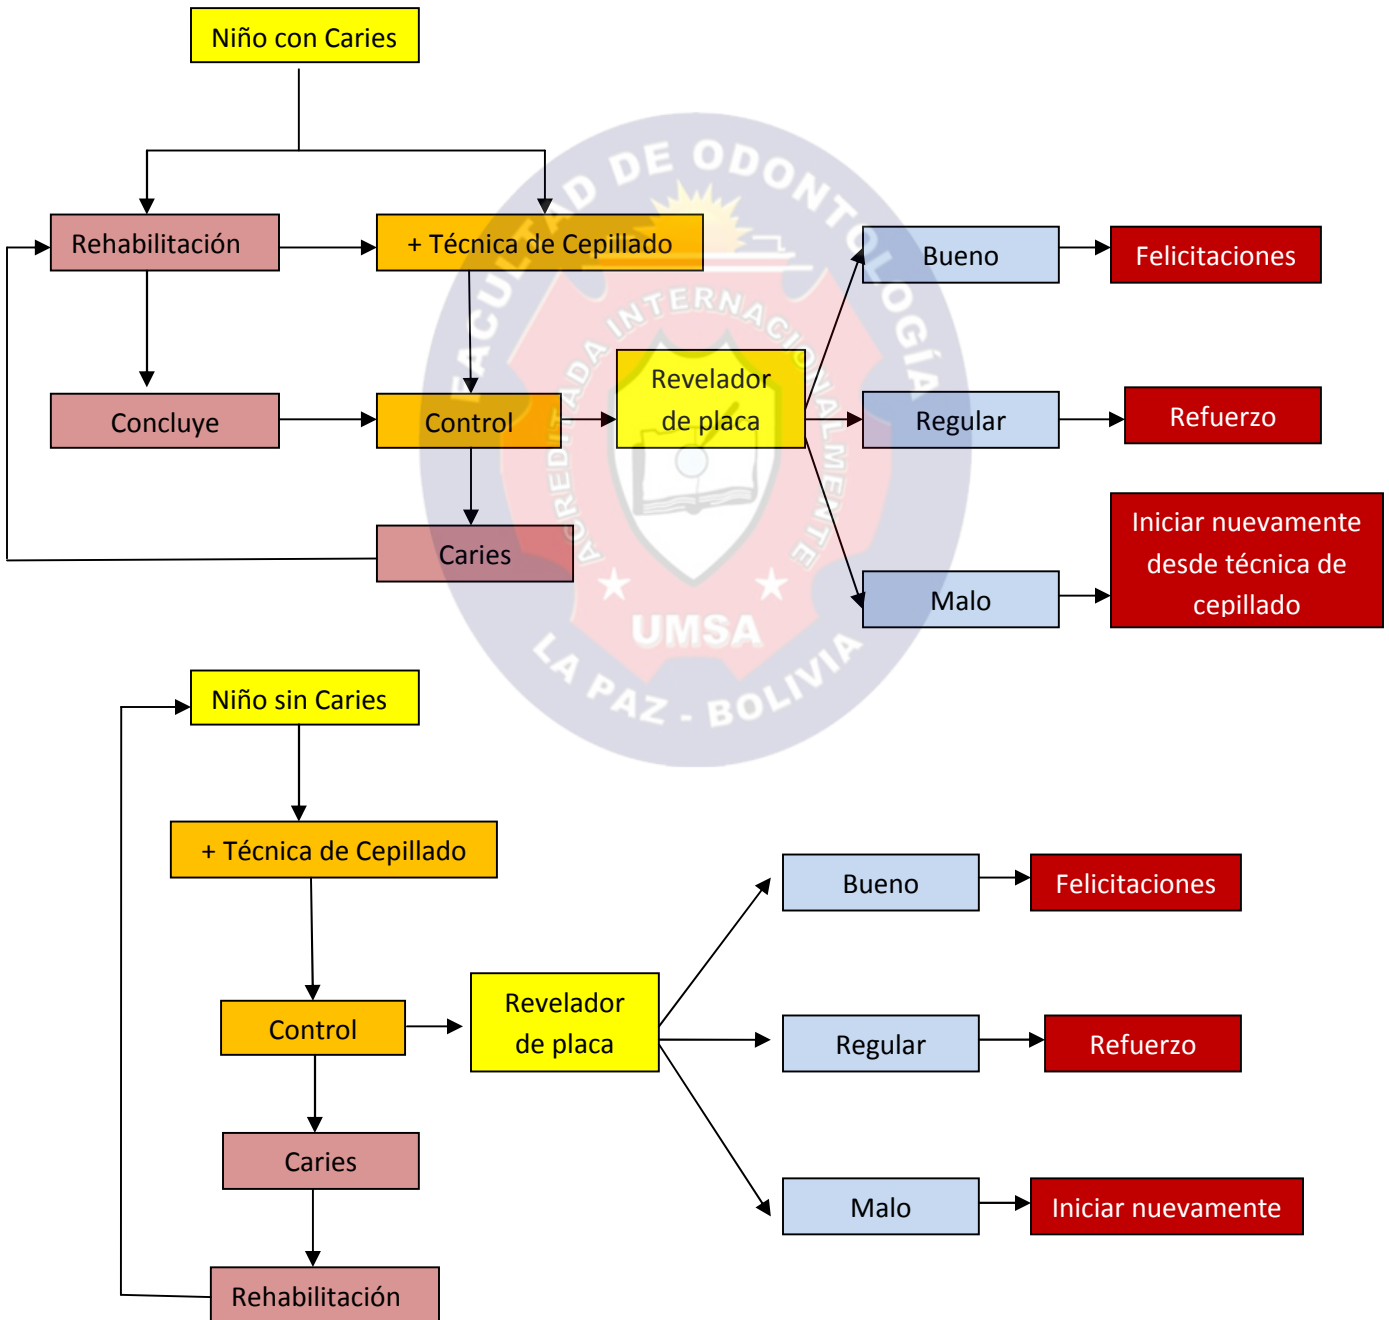 Niño con Caries
Rehabilitación
+ Técnica de Cepillado
Bueno
Felicitaciones
Concluye
Control
Revelador
de placa
Regular
Refuerzo
Caries
Malo
Iniciar nuevamente
desde técnica de
cepillado
FACULTAD DE ODONTOLOGÍA
ACREDITADA INTERNACIONALMENTE
UMSA
LA PAZ - BOLIVIA
Niño sin Caries
+ Técnica de Cepillado
Bueno
Felicitaciones
Control
Revelador
de placa
Regular
Refuerzo
Caries
Malo
Iniciar nuevamente
Rehabilitación